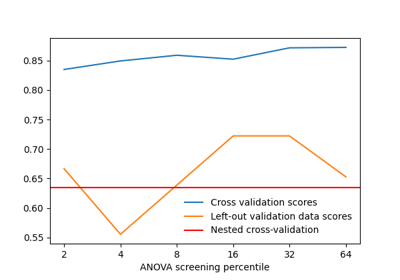 0.85
0.80
0.75
0.70
0.65
0.60
0.55
Cross validation scores
Left-out validation data scores
Nested cross-validation
2 4 8 16 32 64
ANOVA screening percentile